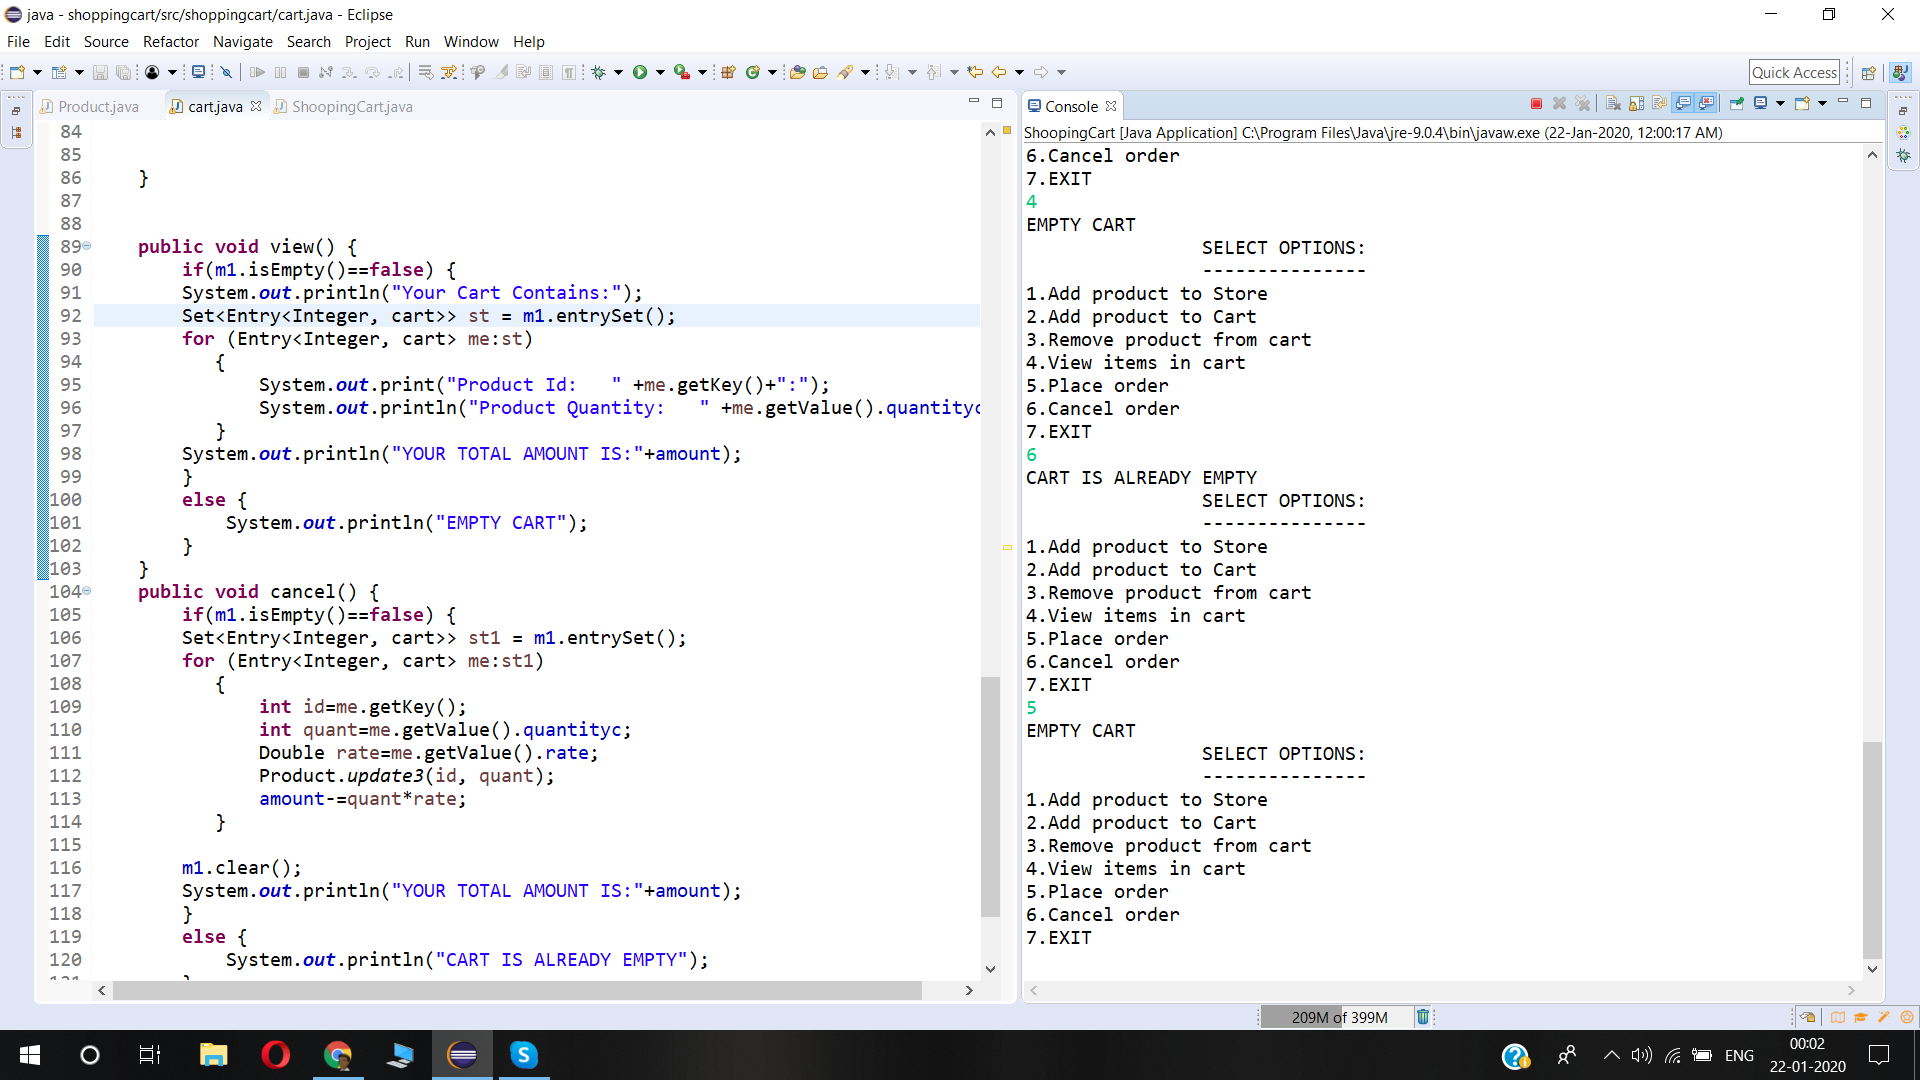 java - shoppingcart/src/shoppingcart/cart.java - Eclipse
File Edit Source Refactor Navigate Search Project Run Window Help
Quick Access
Product.java cart.java ShoopingCart.java
84
85
86 }
87
88
89 public void view() {
90 if(m1.isEmpty()==false) {
91 System.out.println("Your Cart Contains:");
92 Set<Entry<Integer, cart>> st = m1.entrySet();
93 for (Entry<Integer, cart> me:st)
94 {
95 System.out.print("Product Id:   " +me.getKey()+":");
96 System.out.println("Product Quantity:   " +me.getValue().quantityc
97 }
98 System.out.println("YOUR TOTAL AMOUNT IS:"+amount);
99 }
100 else {
101 System.out.println("EMPTY CART");
102 }
103 }
104 public void cancel() {
105 if(m1.isEmpty()==false) {
106 Set<Entry<Integer, cart>> st1 = m1.entrySet();
107 for (Entry<Integer, cart> me:st1)
108 {
109 int id=me.getKey();
110 int quant=me.getValue().quantityc;
111 Double rate=me.getValue().rate;
112 Product.update3(id, quant);
113 amount-=quant*rate;
114 }
115
116 m1.clear();
117 System.out.println("YOUR TOTAL AMOUNT IS:"+amount);
118 }
119 else {
120 System.out.println("CART IS ALREADY EMPTY");
Console
ShoopingCart [Java Application] C:\Program Files\Java\jre-9.0.4\bin\javaw.exe (22-Jan-2020, 12:00:17 AM)
6.Cancel order
7.EXIT
4
EMPTY CART
SELECT OPTIONS:
---------------
1.Add product to Store
2.Add product to Cart
3.Remove product from cart
4.View items in cart
5.Place order
6.Cancel order
7.EXIT
6
CART IS ALREADY EMPTY
SELECT OPTIONS:
---------------
1.Add product to Store
2.Add product to Cart
3.Remove product from cart
4.View items in cart
5.Place order
6.Cancel order
7.EXIT
5
EMPTY CART
SELECT OPTIONS:
---------------
1.Add product to Store
2.Add product to Cart
3.Remove product from cart
4.View items in cart
5.Place order
6.Cancel order
7.EXIT
209M of 399M
ENG
00:02
22-01-2020